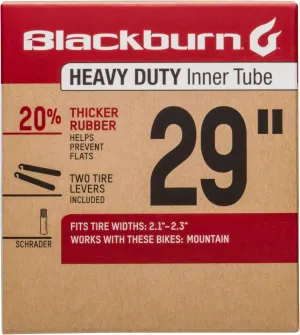 Blackburn
HEAVY DUTY Inner Tube
20% THICKER
RUBBER
HELPS
PREVENT
FLATS
29"
TWO TIRE
LEVERS
INCLUDED
SCHRADER
FITS TIRE WIDTHS: 2.1"–2.3"
WORKS WITH THESE BIKES: MOUNTAIN